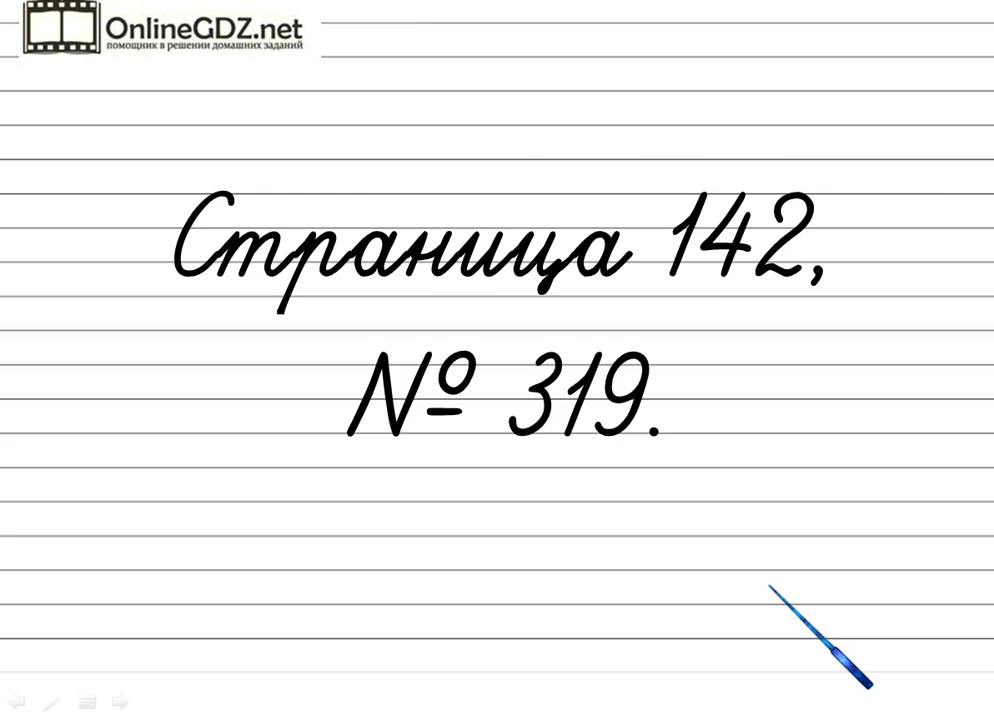 OnlineGDZ.net
помощник в решении домашних заданий
Страница 142,
№ 319.